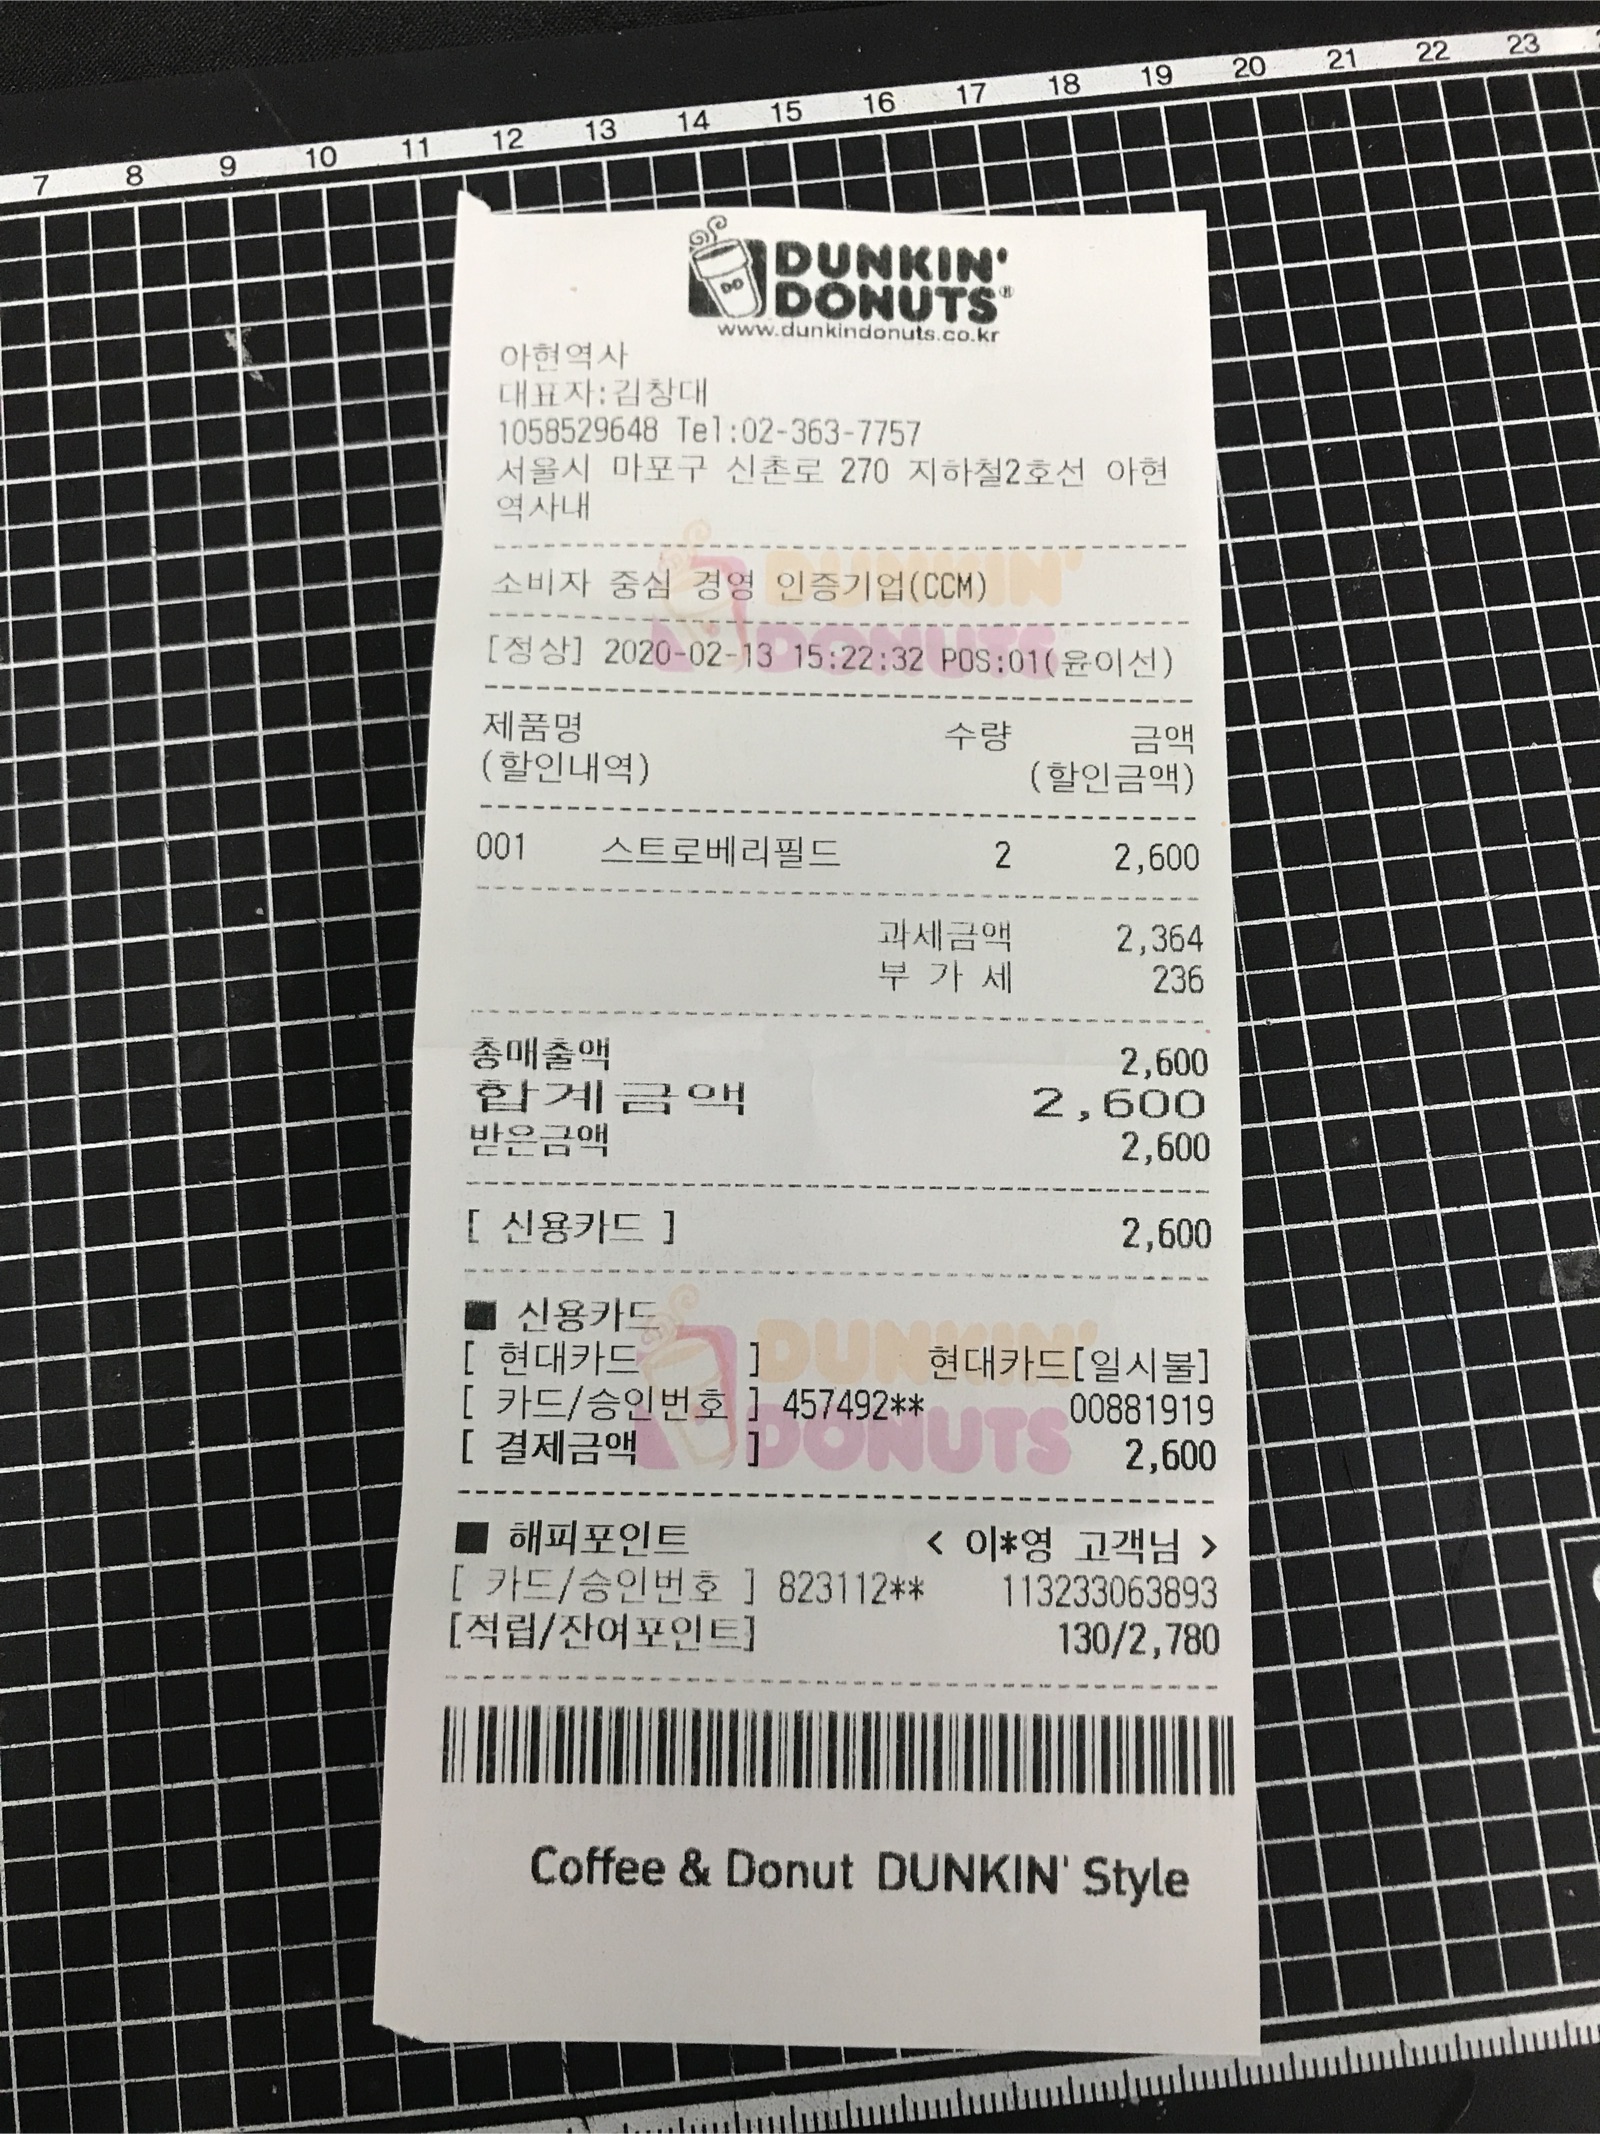 7 8 9 10 11 12 13 14 15 16 17 18 19 20 21 22 23
DUNKIN'
DONUTS®
www.dunkindonuts.co.kr
아현역사
대표자:김창대
1058529648 Tel:02-363-7757
서울시 마포구 신촌로 270 지하철2호선 아현
역사내
소비자 중심 경영 인증기업(CCM)
[정상] 2020-02-13 15:22:32 POS:01(윤이선)
제품명 수량 금액
(할인내역) (할인금액)
001 스트로베리필드 2 2,600
과세금액 2,364
부 가 세 236
총매출액 2,600
합계금액 2,600
받은금액 2,600
[ 신용카드 ] 2,600
■ 신용카드
[ 현대카드 ] 현대카드[일시불]
[ 카드/승인번호 ] 457492** 00881919
[ 결제금액 ] 2,600
■ 해피포인트 < 이*영 고객님 >
[ 카드/승인번호 ] 823112** 113233063893
[적립/잔여포인트] 130/2,780
Coffee & Donut DUNKIN' Style